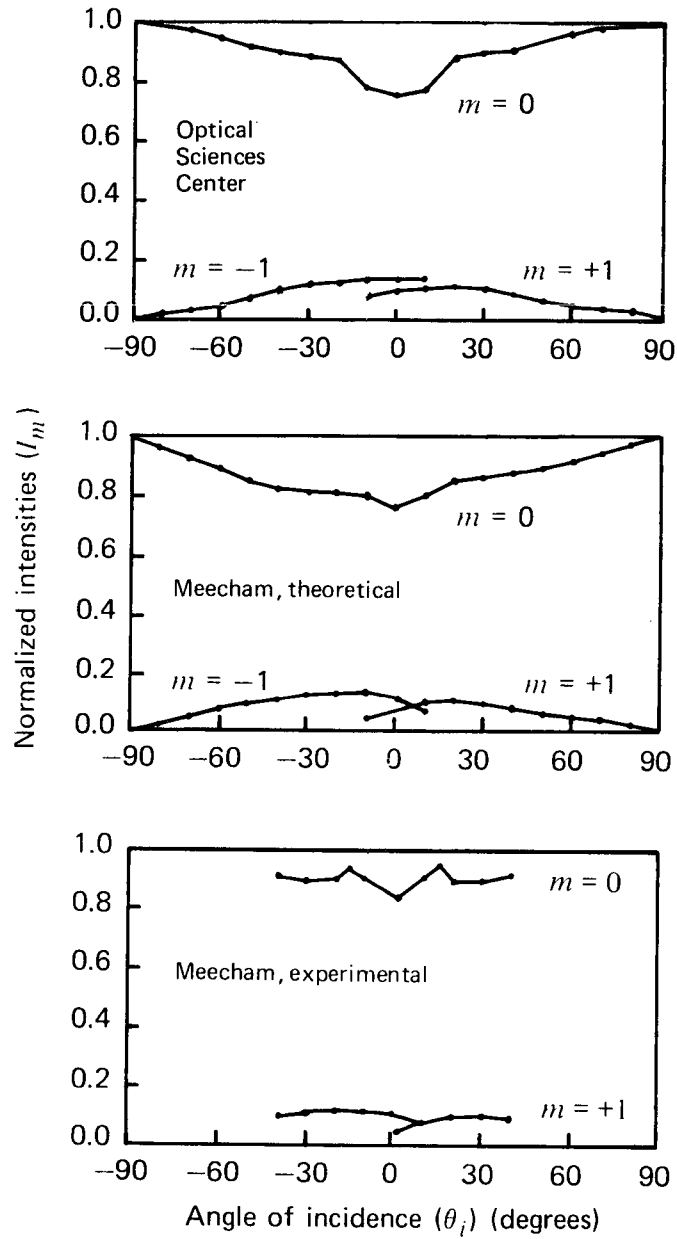 Normalized intensities (I_m)
1.0
0.8
0.6
0.4
0.2
0.0
Optical
Sciences
Center
m = 0
m = −1
m = +1
−90 −60 −30 0 30 60 90
1.0
0.8
0.6
0.4
0.2
0.0
m = 0
Meecham, theoretical
m = −1
m = +1
−90 −60 −30 0 30 60 90
1.0
0.8
0.6
0.4
0.2
0.0
m = 0
Meecham, experimental
m = +1
−90 −60 −30 0 30 60 90
Angle of incidence (θ_i) (degrees)